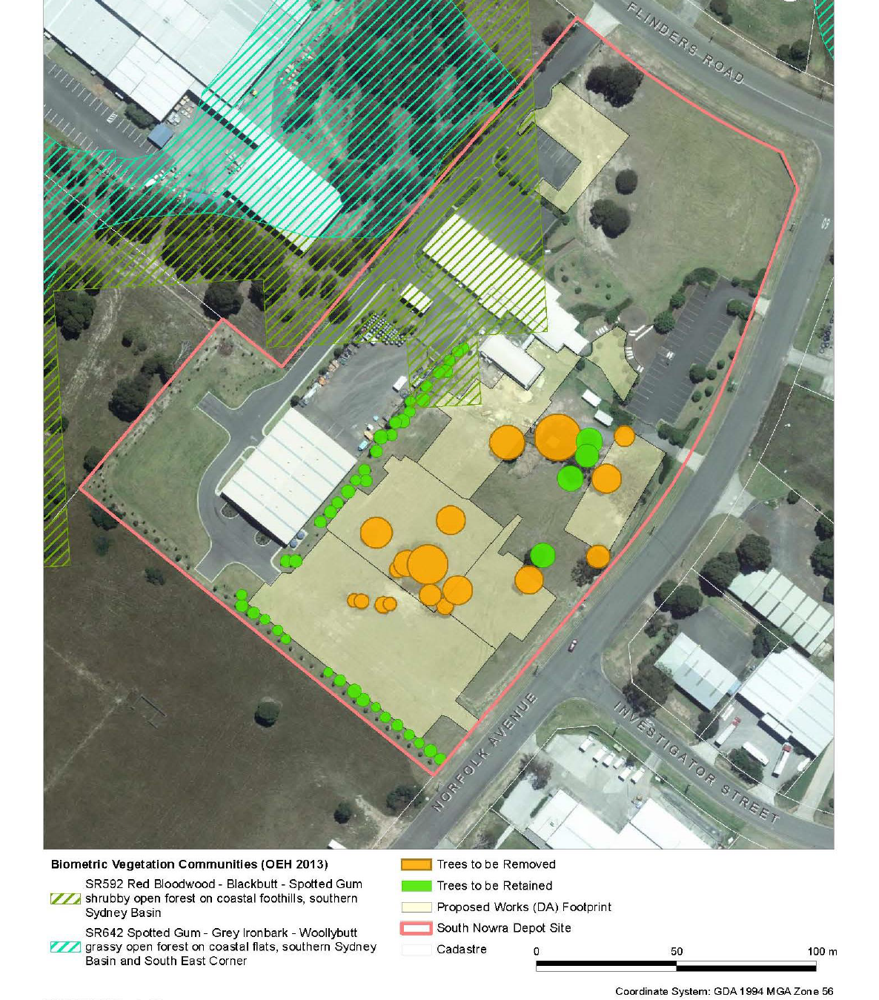 FLINDERS ROAD
NORFOLK AVENUE
INVESTIGATOR STREET
Biometric Vegetation Communities (OEH 2013)
SR592 Red Bloodwood - Blackbutt - Spotted Gum
shrubby open forest on coastal foothills, southern
Sydney Basin
SR642 Spotted Gum - Grey Ironbark - Woollybutt
grassy open forest on coastal flats, southern Sydney
Basin and South East Corner
Trees to be Removed
Trees to be Retained
Proposed Works (DA) Footprint
South Nowra Depot Site
Cadastre
0 50 100 m
Coordinate System: GDA 1994 MGA Zone 56